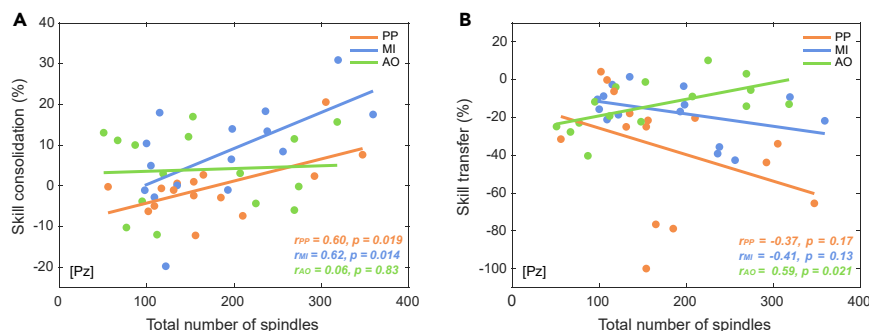 A
Skill consolidation (%)
40
30
20
10
0
-10
-20
PP
MI
AO
rPP = 0.60, p = 0.019
rMI = 0.62, p = 0.014
rAO = 0.06, p = 0.83
[Pz]
0
100
200
300
400
Total number of spindles
B
Skill transfer (%)
20
0
-20
-40
-60
-80
-100
PP
MI
AO
rPP = -0.37, p = 0.17
rMI = -0.41, p = 0.13
rAO = 0.59, p = 0.021
[Pz]
0
100
200
300
400
Total number of spindles